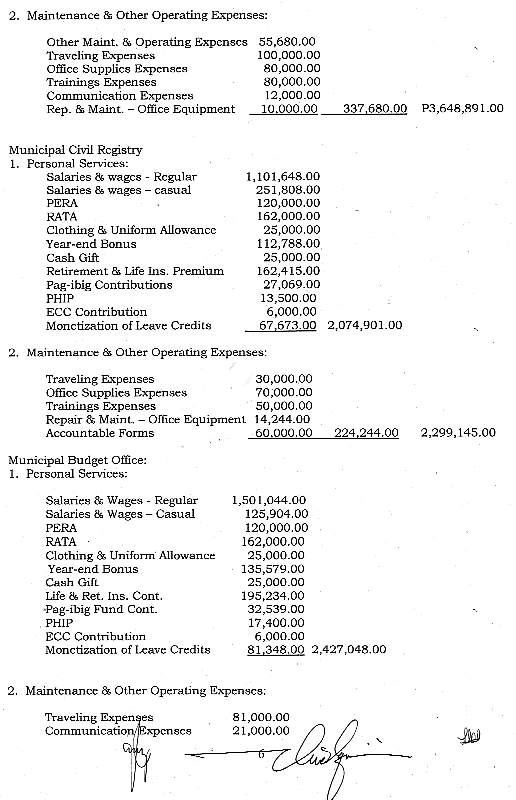 2. Maintenance & Other Operating Expenses:
Other Maint. & Operating Expenses 55,680.00
Traveling Expenses 100,000.00
Office Supplies Expenses 80,000.00
Trainings Expenses 80,000.00
Communication Expenses 12,000.00
Rep. & Maint. – Office Equipment 10,000.00 337,680.00 P3,648,891.00
Municipal Civil Registry
1. Personal Services:
Salaries & wages - Regular 1,101,648.00
Salaries & wages – casual 251,808.00
PERA 120,000.00
RATA 162,000.00
Clothing & Uniform Allowance 25,000.00
Year-end Bonus 112,788.00
Cash Gift 25,000.00
Retirement & Life Ins. Premium 162,415.00
Pag-ibig Contributions 27,069.00
PHIP 13,500.00
ECC Contribution 6,000.00
Monetization of Leave Credits 67,673.00 2,074,901.00
2. Maintenance & Other Operating Expenses:
Traveling Expenses 30,000.00
Office Supplies Expenses 70,000.00
Trainings Expenses 50,000.00
Repair & Maint. – Office Equipment 14,244.00
Accountable Forms 60,000.00 224,244.00 2,299,145.00
Municipal Budget Office:
1. Personal Services:
Salaries & Wages - Regular 1,501,044.00
Salaries & Wages – Casual 125,904.00
PERA 120,000.00
RATA 162,000.00
Clothing & Uniform Allowance 25,000.00
Year-end Bonus 135,579.00
Cash Gift 25,000.00
Life & Ret. Ins. Cont. 195,234.00
Pag-ibig Fund Cont. 32,539.00
PHIP 17,400.00
ECC Contribution 6,000.00
Monetization of Leave Credits 81,348.00 2,427,048.00
2. Maintenance & Other Operating Expenses:
Traveling Expenses 81,000.00
Communication Expenses 21,000.00
6